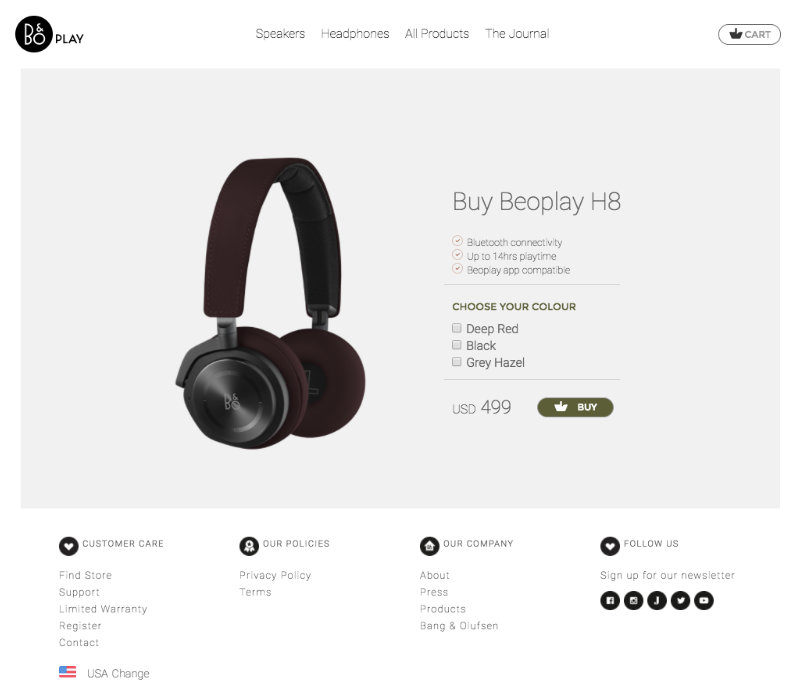 B&O PLAY
Speakers Headphones All Products The Journal
CART
B&O
Buy Beoplay H8
Bluetooth connectivity
Up to 14hrs playtime
Beoplay app compatible
CHOOSE YOUR COLOUR
Deep Red
Black
Grey Hazel
USD 499
BUY
CUSTOMER CARE
Find Store
Support
Limited Warranty
Register
Contact
USA Change
OUR POLICIES
Privacy Policy
Terms
OUR COMPANY
About
Press
Products
Bang & Olufsen
FOLLOW US
Sign up for our newsletter